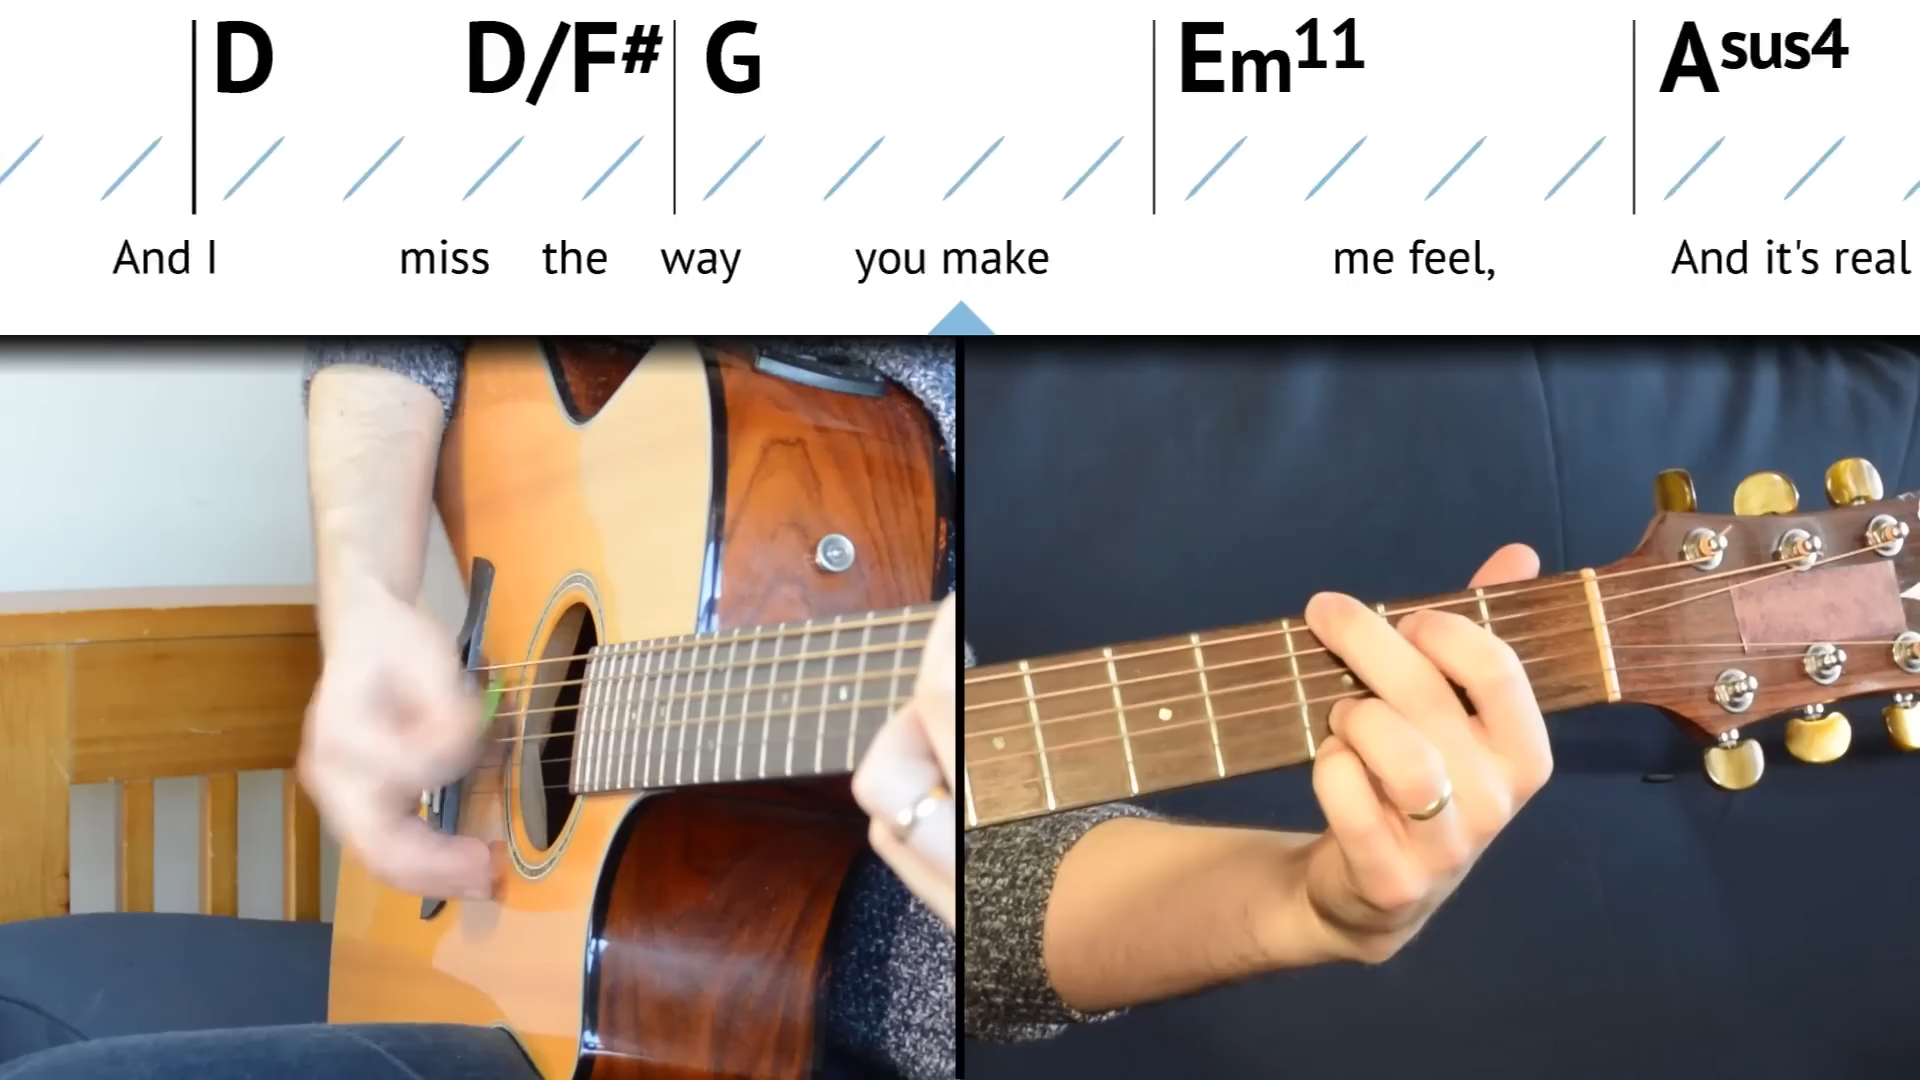 D D/F# G Em11 Asus4
And I miss the way you make me feel, And it's real